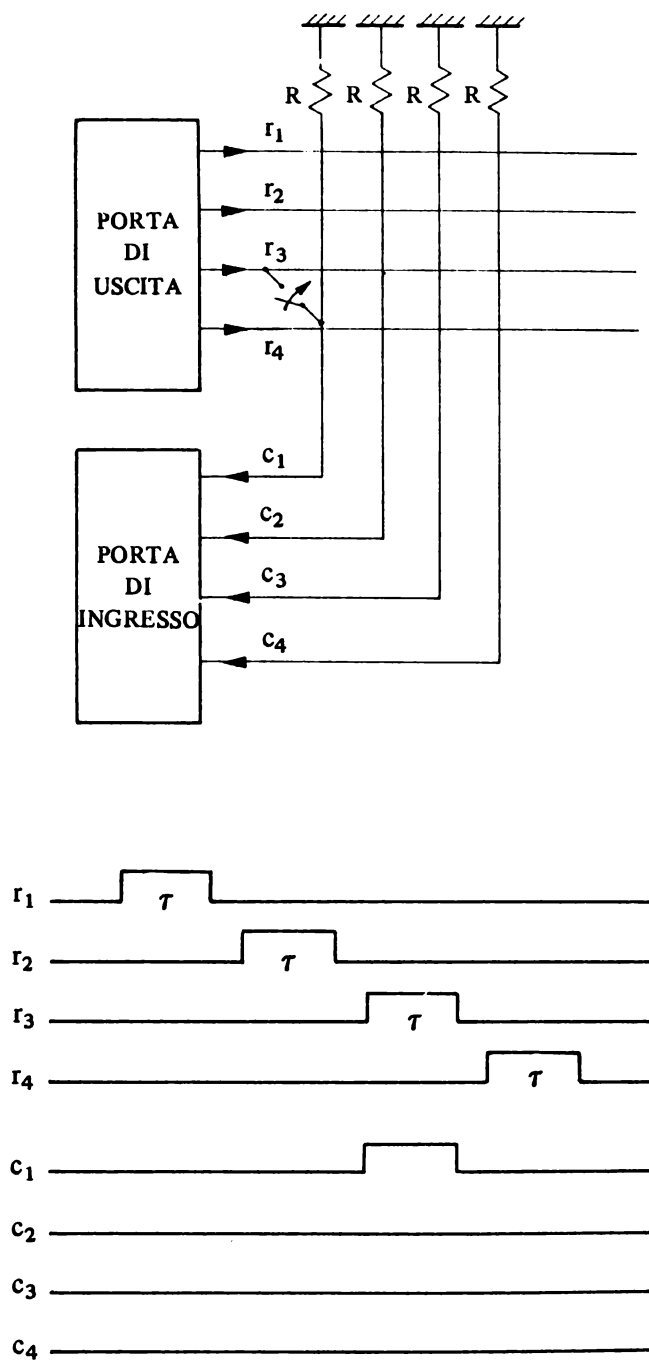 R R R R
r1
r2
PORTA
DI
USCITA
r3
r4
c1
c2
PORTA
DI
INGRESSO
c3
c4
r1 τ
r2 τ
r3 τ
r4 τ
c1
c2
c3
c4